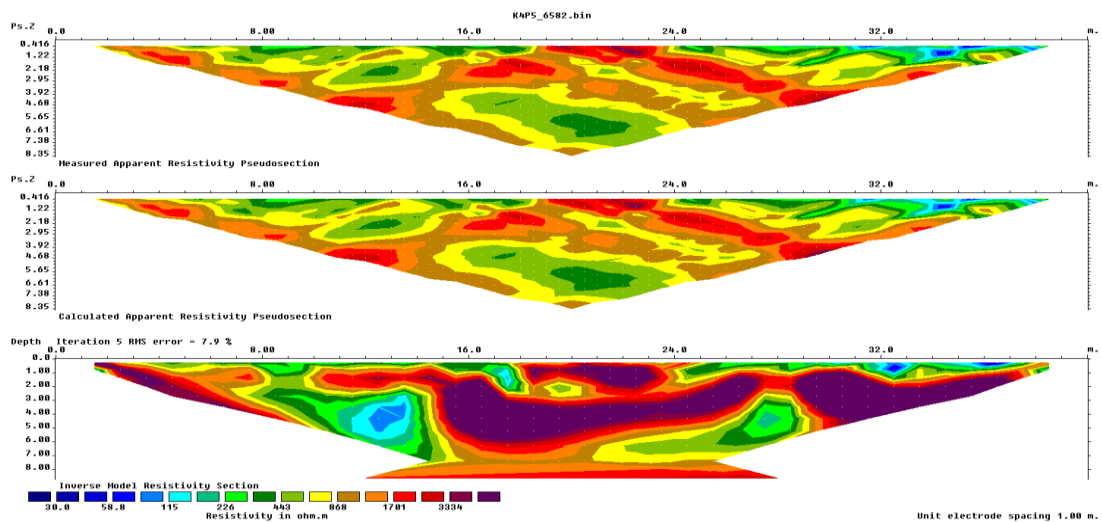 K4P5_6582.bin
Ps.Z 0.0 8.00 16.0 24.0 32.0 m.
0.416
1.22
2.18
2.95
3.92
4.68
5.65
6.61
7.38
8.35
Measured Apparent Resistivity Pseudosection
Ps.Z 0.0 8.00 16.0 24.0 32.0 m.
0.416
1.22
2.18
2.95
3.92
4.68
5.65
6.61
7.38
8.35
Calculated Apparent Resistivity Pseudosection
Depth Iteration 5 RMS error = 7.9 %
0.0 8.00 16.0 24.0 32.0 m.
0.0
1.00
2.00
3.00
4.00
5.00
6.00
7.00
8.00
Inverse Model Resistivity Section
30.0 58.8 115 226 443 868 1701 3334
Resistivity in ohm.m
Unit electrode spacing 1.00 m.